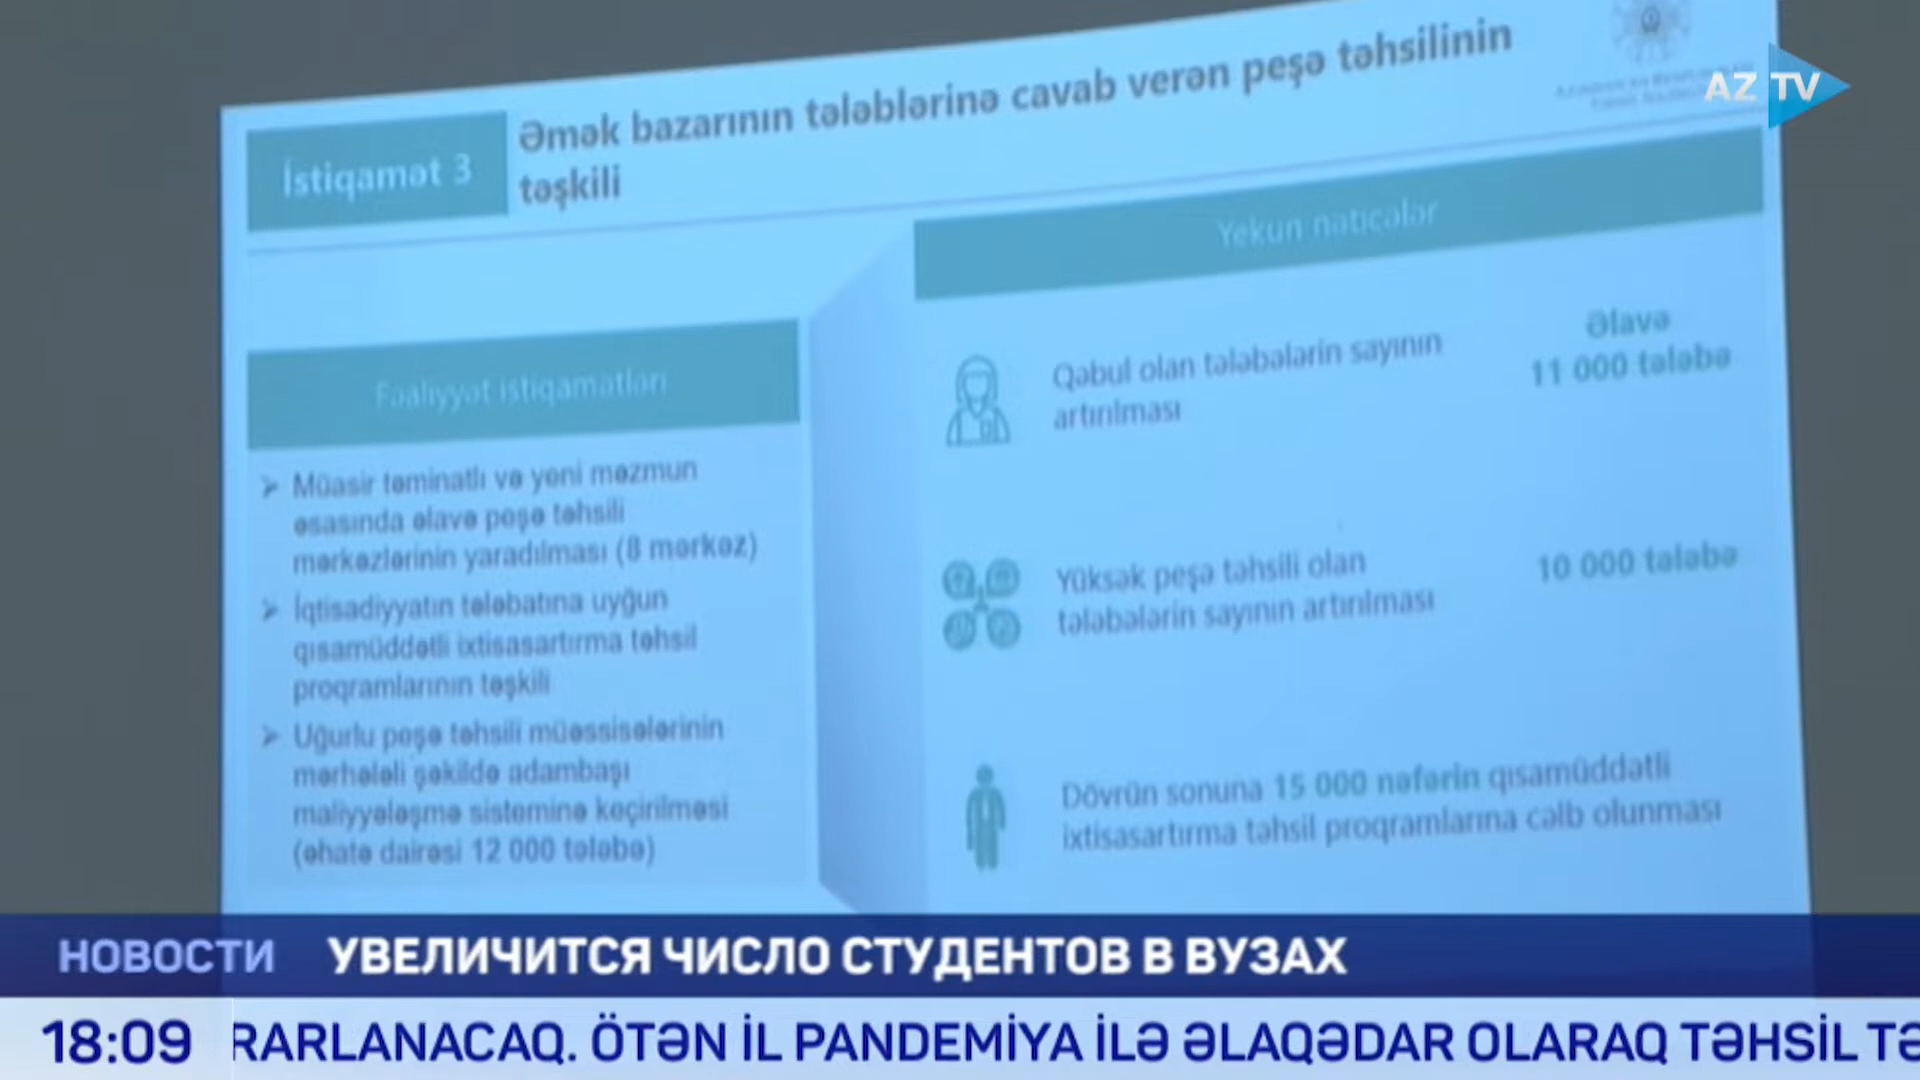 AZTV
İstiqamət 3
Əmək bazarının tələblərinə cavab verən peşə təhsilinin
təşkili
Fəaliyyət istiqamətləri
Müasir təminatlı və yeni məzmun
əsasında əlavə peşə təhsili
mərkəzlərinin yaradılması (8 mərkəz)
İqtisadiyyatın tələbatına uyğun
qısamüddətli ixtisasartırma təhsil
proqramlarının təşkili
Uğurlu peşə təhsili müəssisələrinin
mərhələli şəkildə adambaşı
maliyyələşmə sisteminə keçirilməsi
(əhatə dairəsi 12 000 tələbə)
Yekun nəticələr
Qəbul olan tələbələrin sayının
artırılması
Əlavə
11 000 tələbə
Yüksək peşə təhsili olan
tələbələrin sayının artırılması
10 000 tələbə
Dövrün sonuna 15 000 nəfərin qısamüddətli
ixtisasartırma təhsil proqramlarına cəlb olunması
НОВОСТИ УВЕЛИЧИТСЯ ЧИСЛО СТУДЕНТОВ В ВУЗАХ
18:09 RARLANACAQ. ÖTƏN İL PANDEMİYA İLƏ ƏLAQƏDAR OLARAQ TƏHSİL TƏ